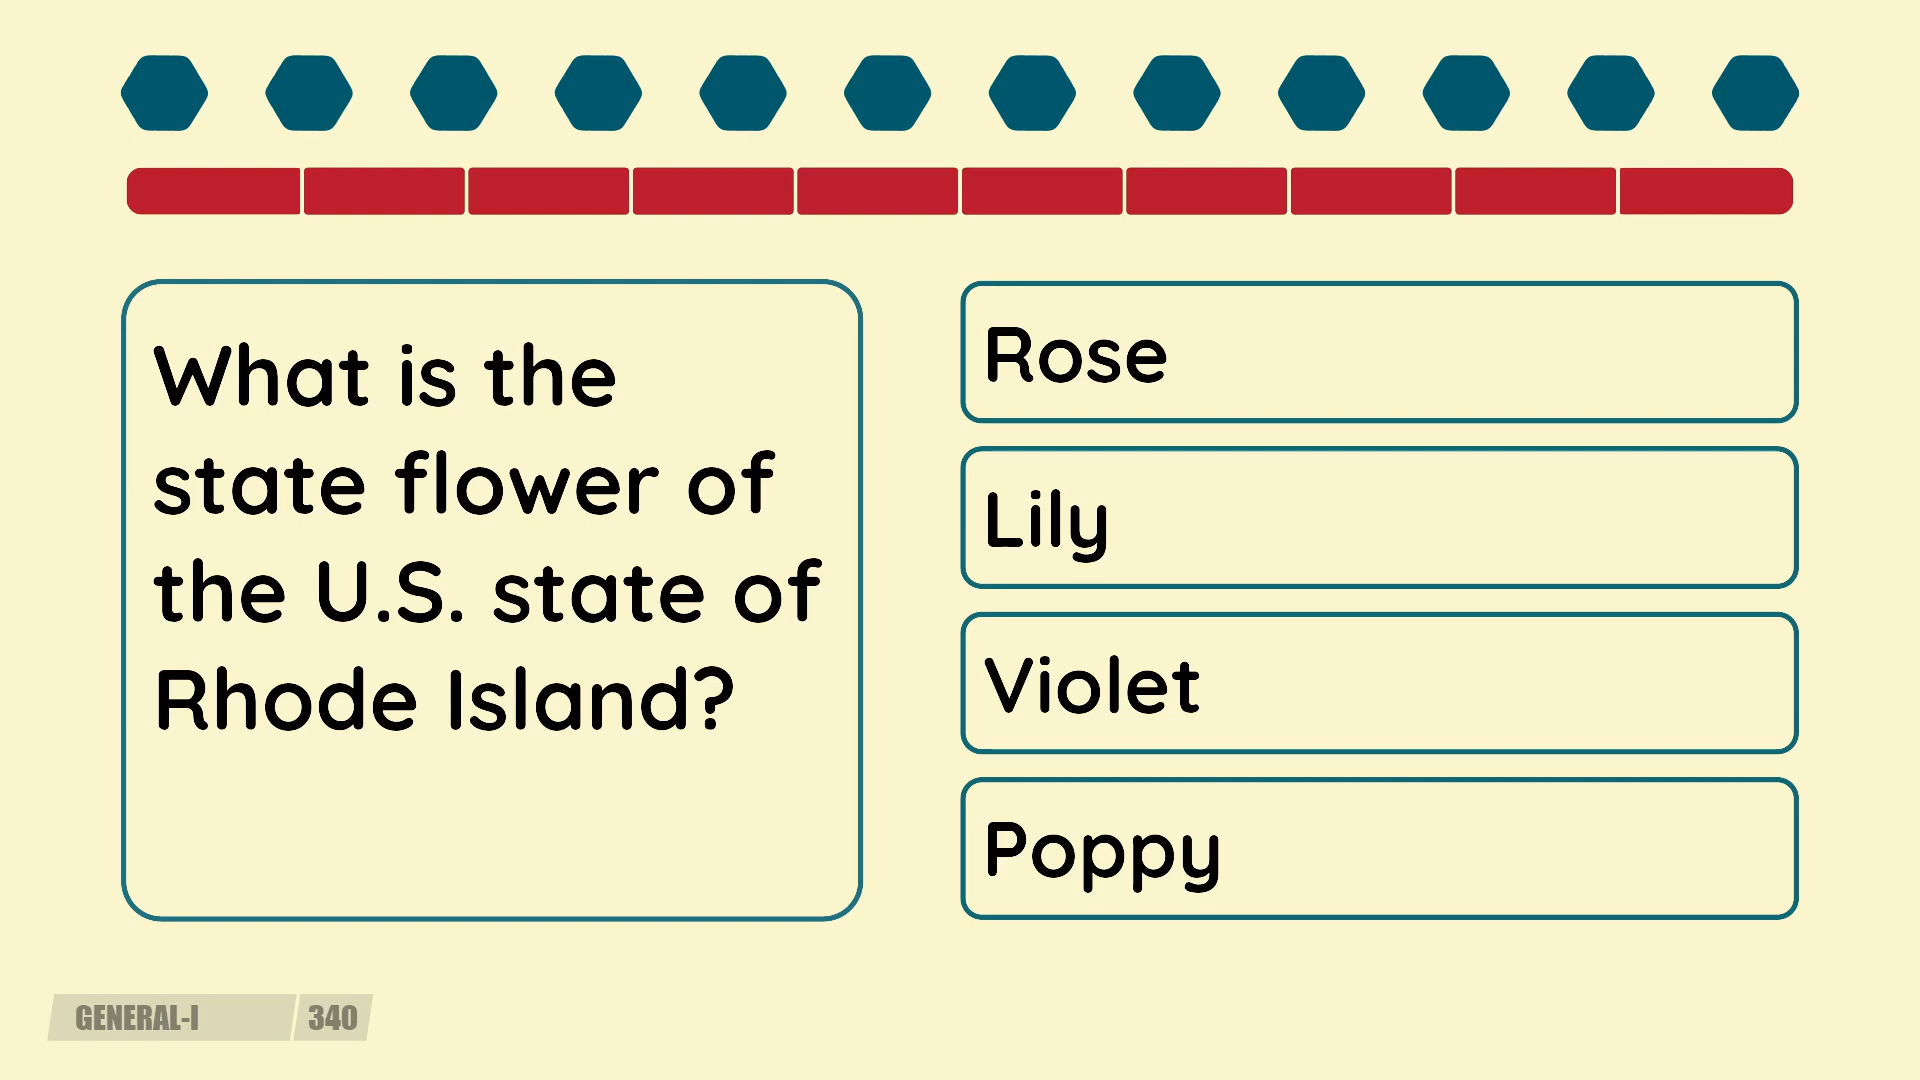 What is the
state flower of
the U.S. state of
Rhode Island?
Rose
Lily
Violet
Poppy
GENERAL-I 340